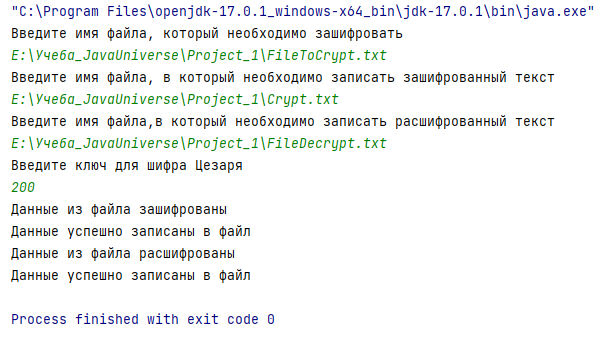 "C:\Program Files\openjdk-17.0.1_windows-x64_bin\jdk-17.0.1\bin\java.exe"
Введите имя файла, который необходимо зашифровать
E:\Учеба_JavaUniverse\Project_1\FileToCrypt.txt
Введите имя файла, в который необходимо записать зашифрованный текст
E:\Учеба_JavaUniverse\Project_1\Crypt.txt
Введите имя файла,в который необходимо записать расшифрованный текст
E:\Учеба_JavaUniverse\Project_1\FileDecrypt.txt
Введите ключ для шифра Цезаря
200
Данные из файла зашифрованы
Данные успешно записаны в файл
Данные из файла расшифрованы
Данные успешно записаны в файл
Process finished with exit code 0